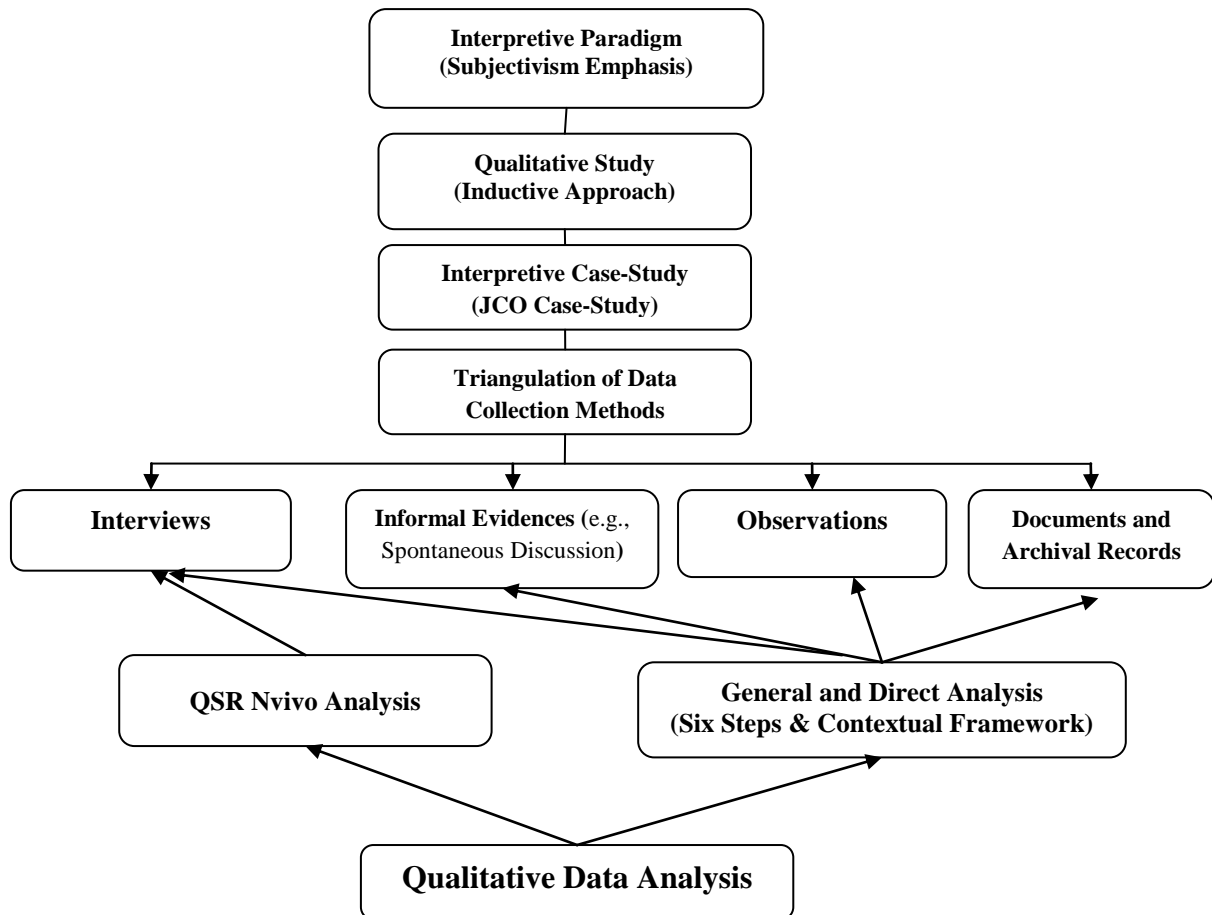 Interpretive Paradigm
(Subjectivism Emphasis)
Qualitative Study
(Inductive Approach)
Interpretive Case-Study
(JCO Case-Study)
Triangulation of Data
Collection Methods
Interviews
Informal Evidences (e.g.,
Spontaneous Discussion)
Observations
Documents and
Archival Records
QSR Nvivo Analysis
General and Direct Analysis
(Six Steps & Contextual Framework)
Qualitative Data Analysis